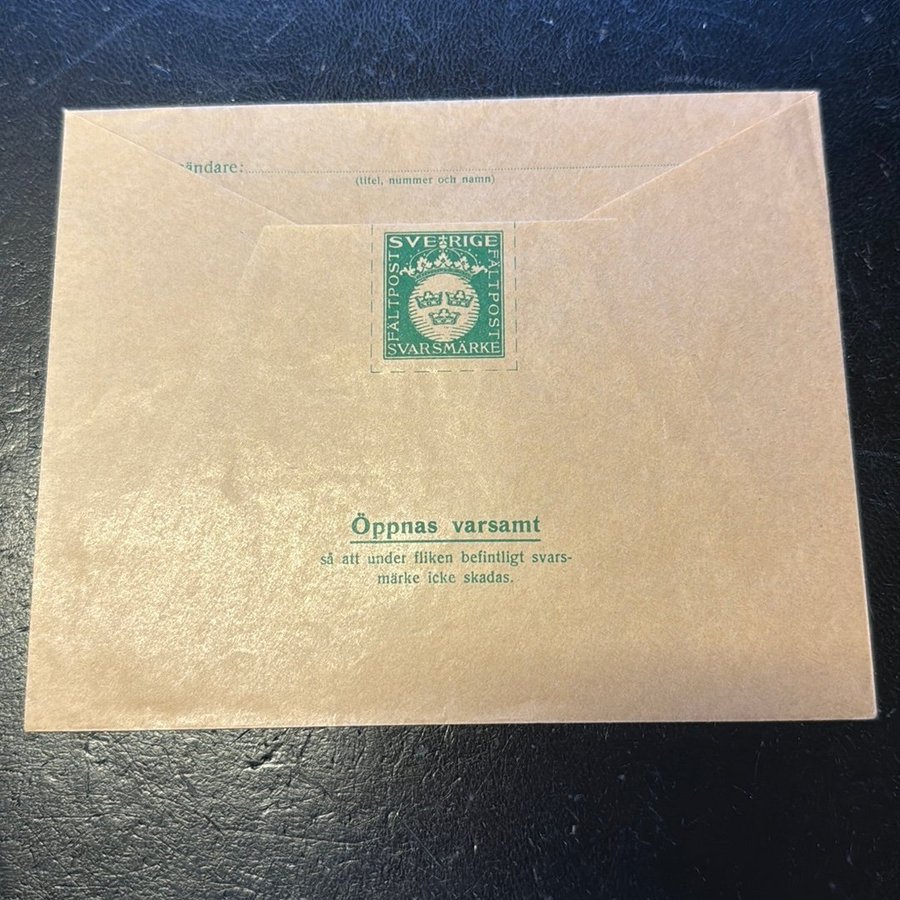 ändare:
(titel, nummer och namn)
SVERIGE
FÄLTPOST
FÄLTPOST
SVARSMÄRKE
Öppnas varsamt
så att under fliken befintligt svars-
märke icke skadas.